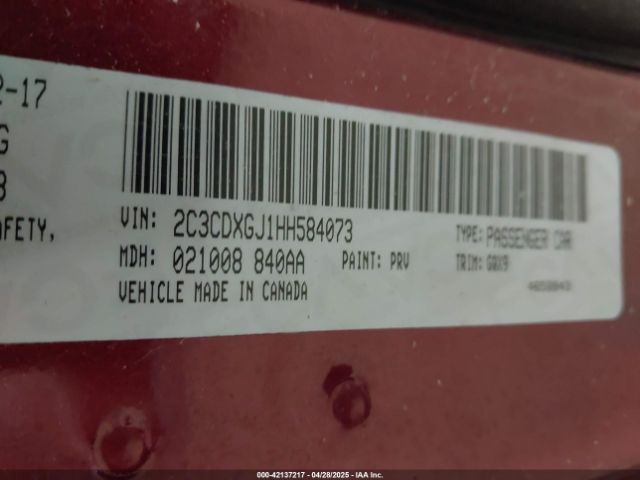 2-17
G
8
AFETY,
VIN: 2C3CDXGJ1HH584073
TYPE: PASSENGER CAR
MDH: 021008 840AA
PAINT: PRV
TRIM: G8X9
VEHICLE MADE IN CANADA
000-42137217 - 04/28/2025 - IAA Inc.